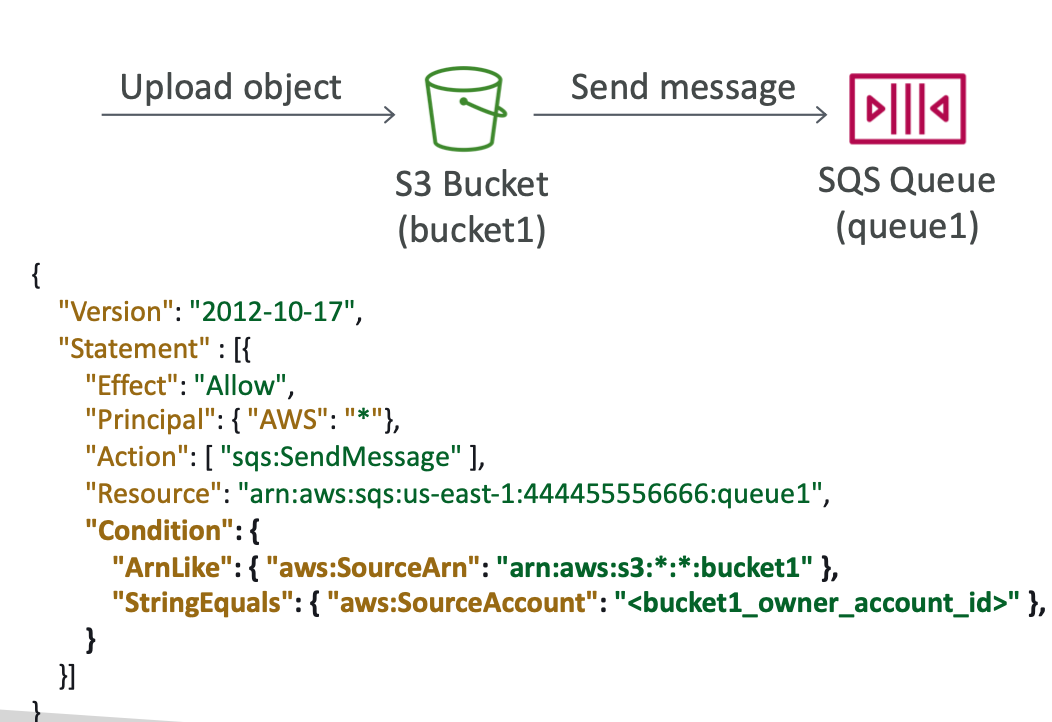 Upload object
Send message
S3 Bucket
(bucket1)
SQS Queue
(queue1)
{
"Version": "2012-10-17",
"Statement" : [{
"Effect": "Allow",
"Principal": { "AWS": "*"},
"Action": [ "sqs:SendMessage" ],
"Resource": "arn:aws:sqs:us-east-1:444455556666:queue1",
"Condition": {
"ArnLike": { "aws:SourceArn": "arn:aws:s3:*:*:bucket1" },
"StringEquals": { "aws:SourceAccount": "<bucket1_owner_account_id>" },
}
}]
}